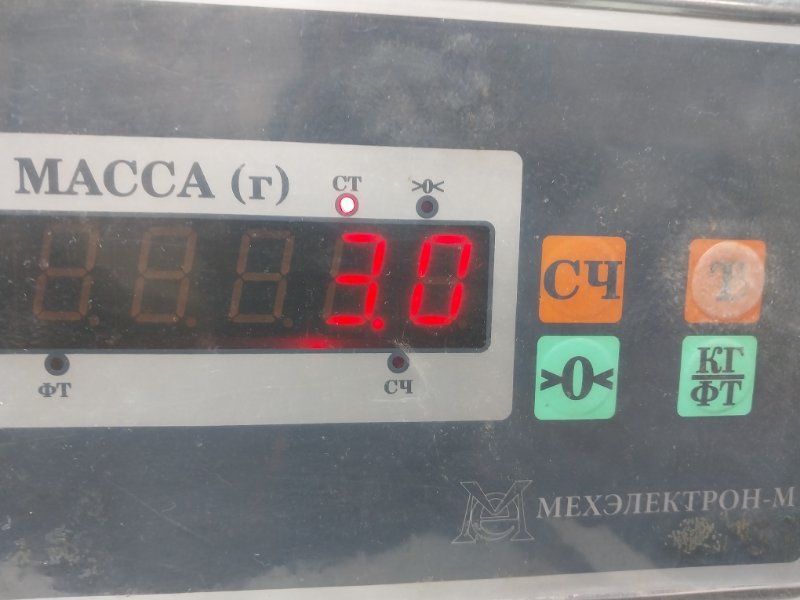 МАССА (г)
СТ
>0<
3.0
ФТ
СЧ
СЧ
Т
>0<
КГ
ФТ
МЕХЭЛЕКТРОН-М